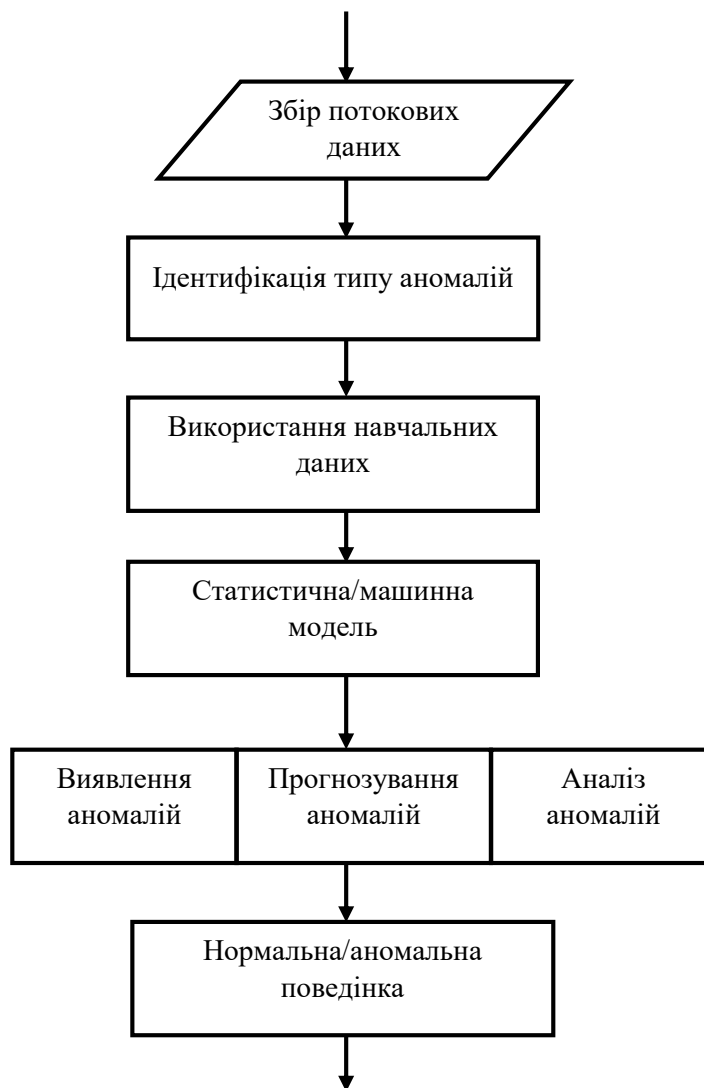 Збір потокових
даних
Ідентифікація типу аномалій
Використання навчальних
даних
Статистична/машинна
модель
Виявлення
аномалій
Прогнозування
аномалій
Аналіз
аномалій
Нормальна/аномальна
поведінка